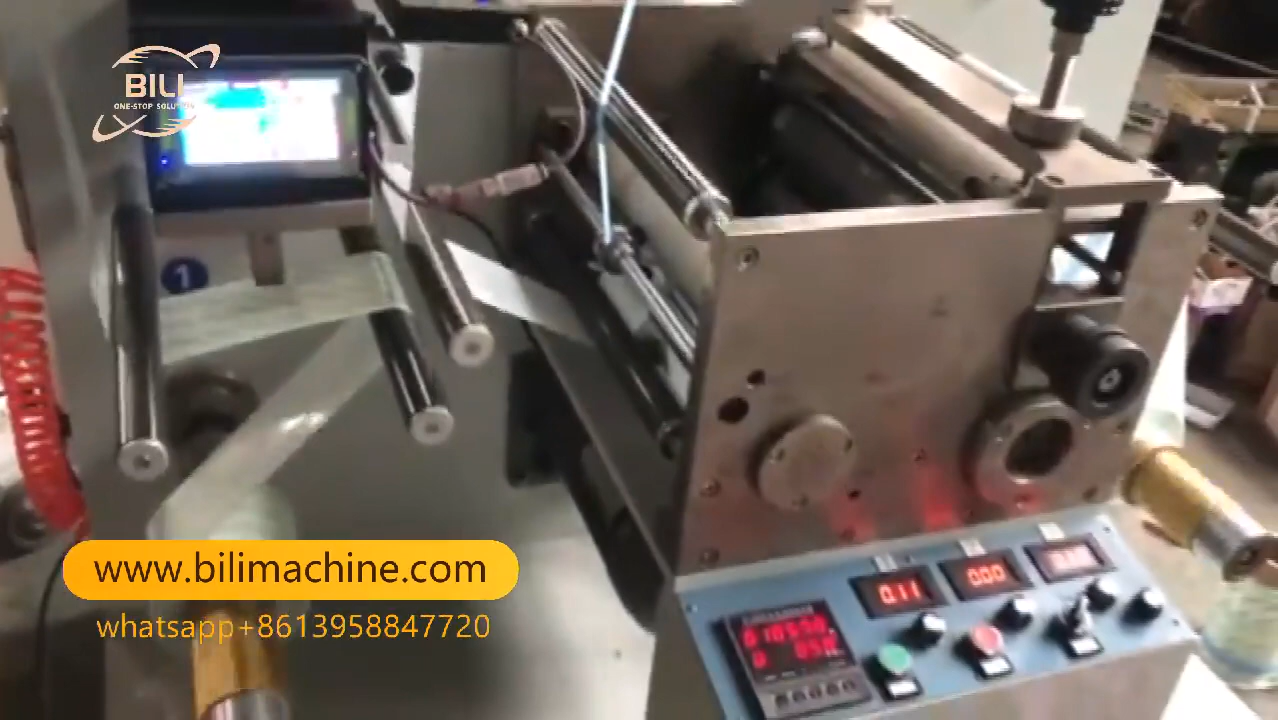 BILI
ONE-STOP SOLUTION
1
www.bilimachine.com
whatsapp+8613958847720
0.11
0.00